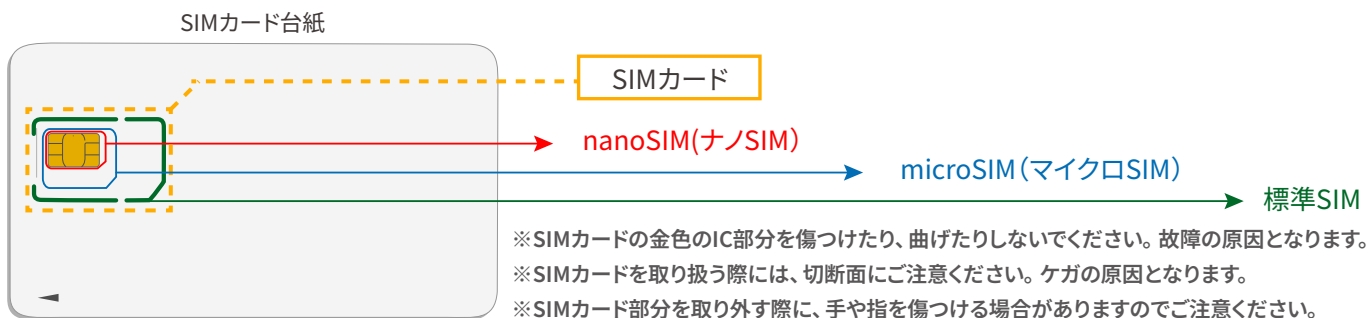 SIMカード台紙
SIMカード
nanoSIM(ナノSIM)
microSIM(マイクロSIM)
標準SIM
※SIMカードの金色のIC部分を傷つけたり、曲げたりしないでください。故障の原因となります。
※SIMカードを取り扱う際には、切断面にご注意ください。ケガの原因となります。
※SIMカード部分を取り外す際に、手や指を傷つける場合がありますのでご注意ください。